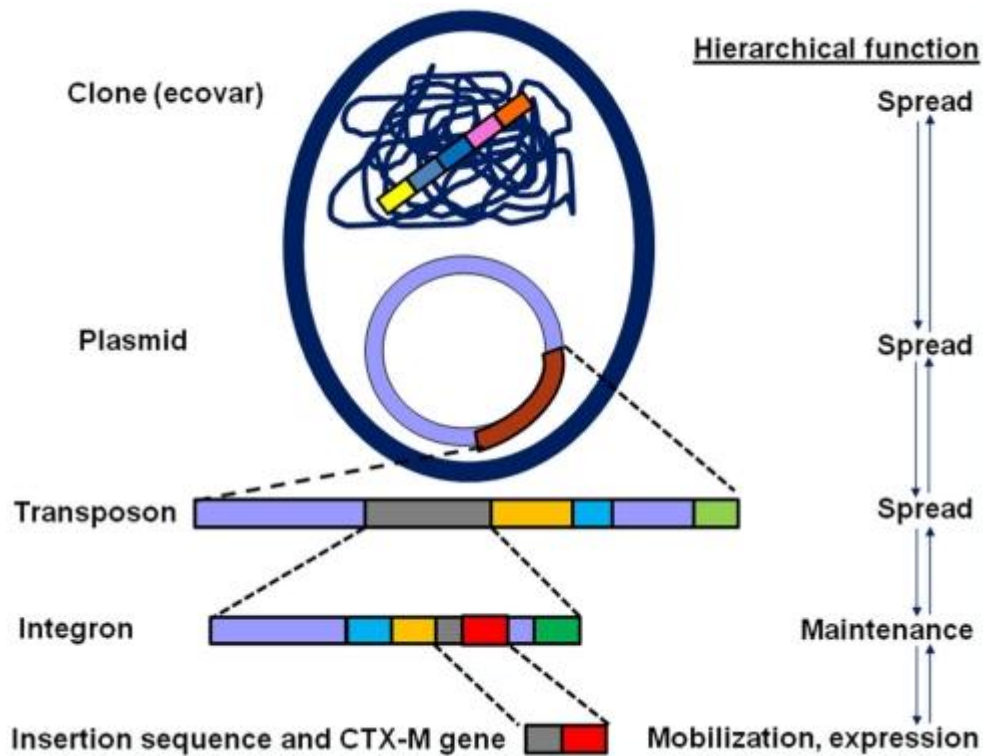 Hierarchical function
Clone (ecovar) Spread
Plasmid Spread
Transposon Spread
Integron Maintenance
Insertion sequence and CTX-M gene Mobilization, expression